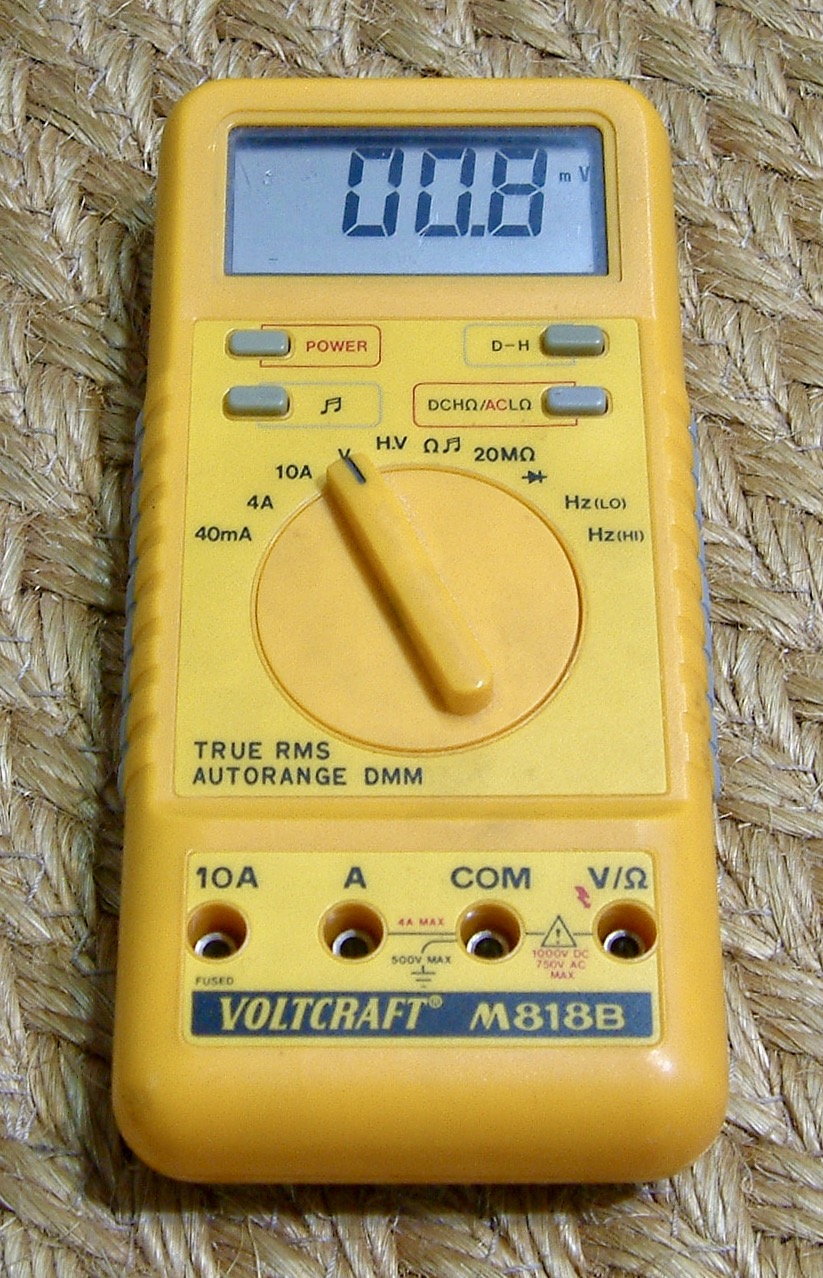 00.8 mV
POWER
D-H
♫
DCHΩ/ACLΩ
40mA
4A
10A
V
H.V
Ω♫
20MΩ
Hz(LO)
Hz(HI)
TRUE RMS
AUTORANGE DMM
10A
A
COM
V/Ω
4A MAX
500V MAX
1000V DC
750V AC
MAX
FUSED
VOLTCRAFT® M818B